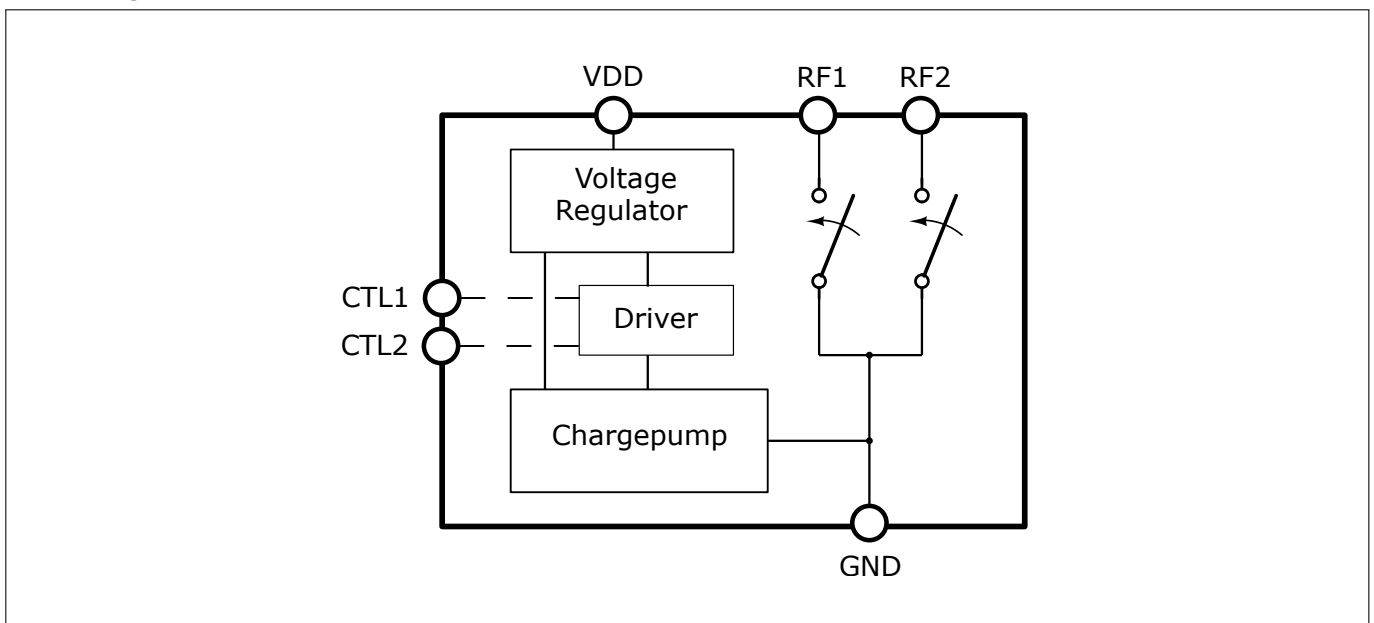 VDD
RF1
RF2
Voltage
Regulator
CTL1
Driver
CTL2
Chargepump
GND